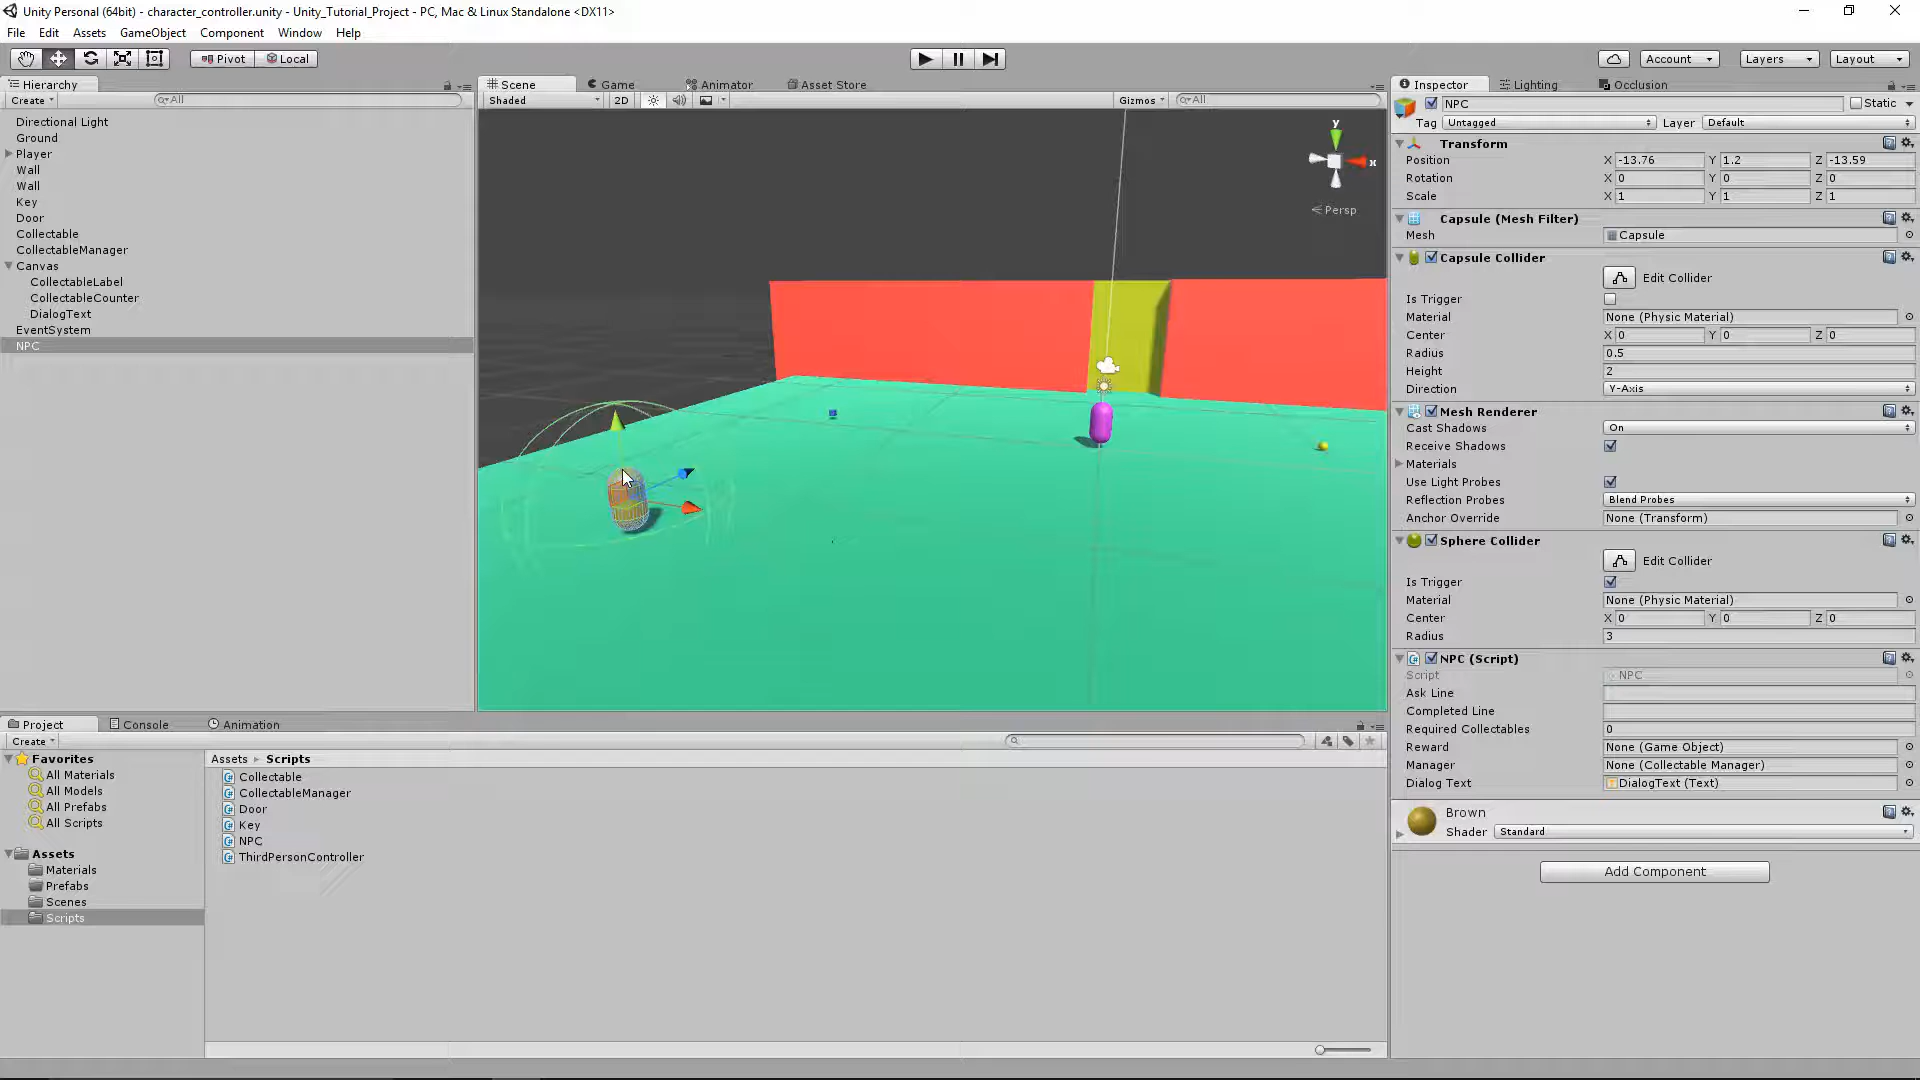 Unity Personal (64bit) - character_controller.unity - Unity_Tutorial_Project - PC, Mac & Linux Standalone <DX11>
File Edit Assets GameObject Component Window Help
Pivot Local Account Layers Layout
Hierarchy
Create All
Directional Light
Ground
Player
Wall
Wall
Key
Door
Collectable
CollectableManager
Canvas
CollectableLabel
CollectableCounter
DialogText
EventSystem
NPC
Scene Game Animator Asset Store
Shaded 2D Gizmos All
y
x
Persp
Inspector Lighting Occlusion
NPC Static
Tag Untagged Layer Default
Transform
Position X -13.76 Y 1.2 Z -13.59
Rotation X 0 Y 0 Z 0
Scale X 1 Y 1 Z 1
Capsule (Mesh Filter)
Mesh Capsule
Capsule Collider
Edit Collider
Is Trigger
Material None (Physic Material)
Center X 0 Y 0 Z 0
Radius 0.5
Height 2
Direction Y-Axis
Mesh Renderer
Cast Shadows On
Receive Shadows
Materials
Use Light Probes
Reflection Probes Blend Probes
Anchor Override None (Transform)
Sphere Collider
Edit Collider
Is Trigger
Material None (Physic Material)
Center X 0 Y 0 Z 0
Radius 3
NPC (Script)
Script NPC
Ask Line
Completed Line
Required Collectables 0
Reward None (Game Object)
Manager None (Collectable Manager)
Dialog Text DialogText (Text)
Brown
Shader Standard
Add Component
Project Console Animation
Create
Favorites
All Materials
All Models
All Prefabs
All Scripts
Assets
Materials
Prefabs
Scenes
Scripts
Assets Scripts
Collectable
CollectableManager
Door
Key
NPC
ThirdPersonController